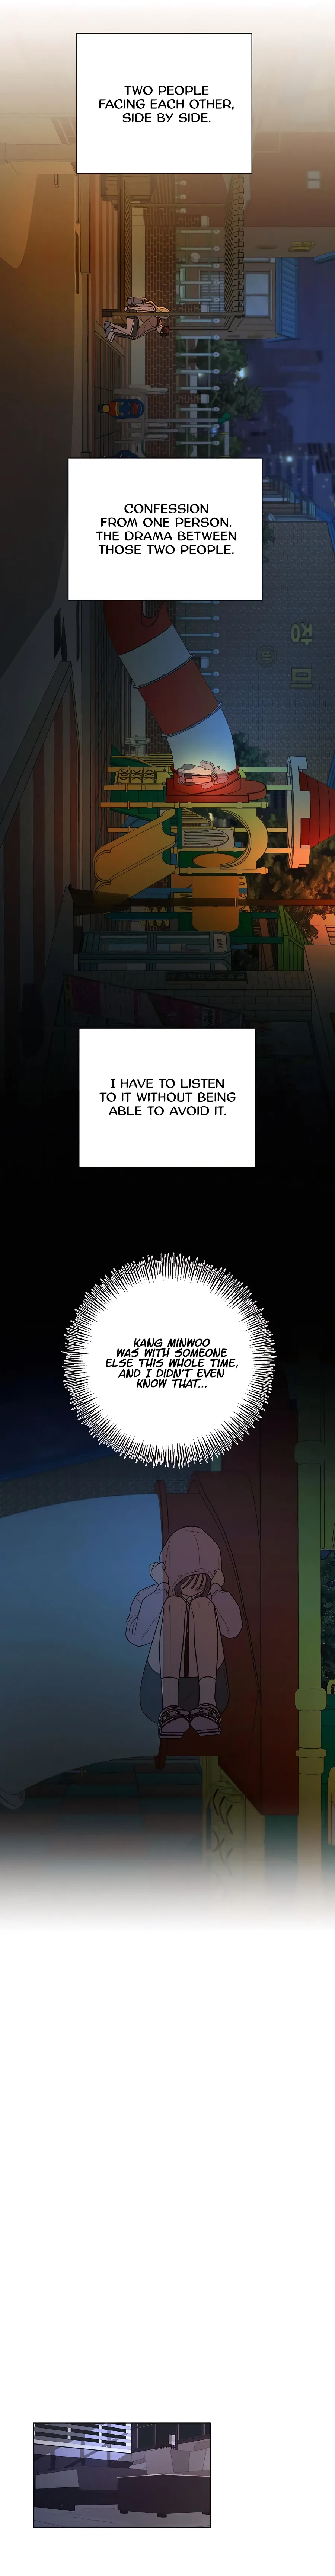 TWO PEOPLE
FACING EACH OTHER,
SIDE BY SIDE.
CONFESSION
FROM ONE PERSON.
THE DRAMA BETWEEN
THOSE TWO PEOPLE.
장미
I HAVE TO LISTEN
TO IT WITHOUT BEING
ABLE TO AVOID IT.
KANG MINWOO
WAS WITH SOMEONE
ELSE THIS WHOLE TIME,
AND I DIDN'T EVEN
KNOW THAT...